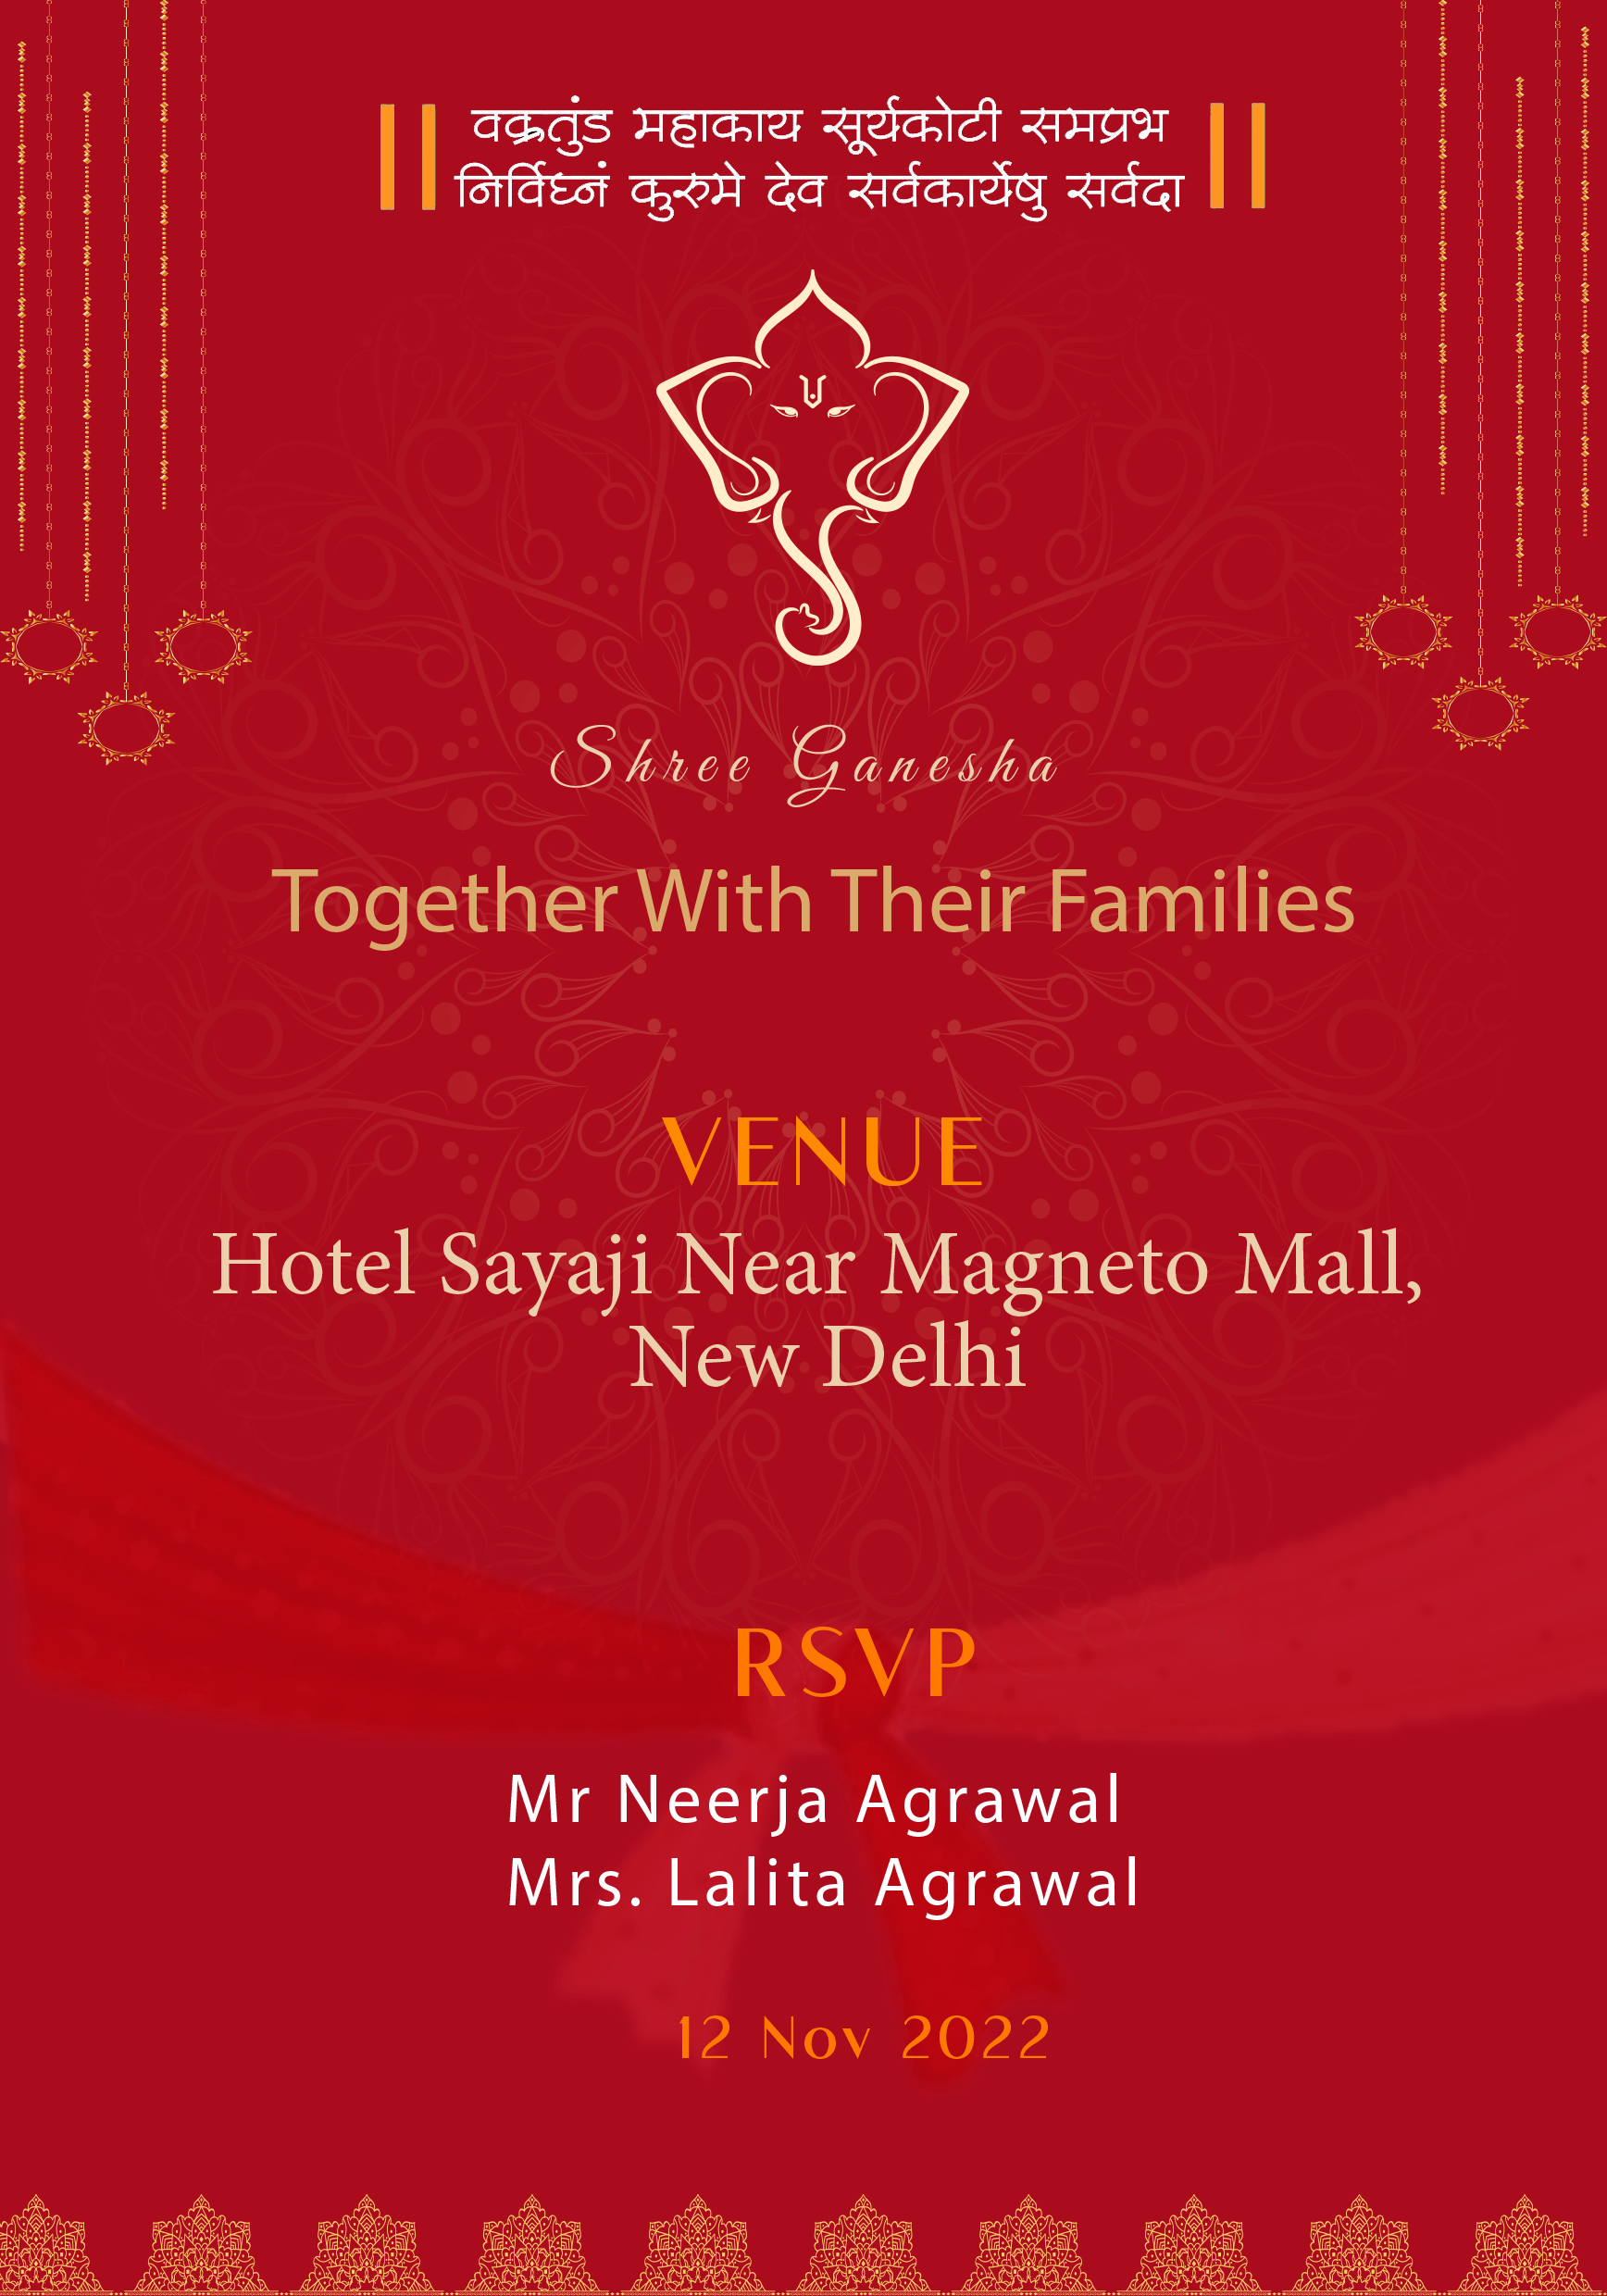 || वक्रतुंड महाकाय सूर्यकोटी समप्रभ
निर्विघ्नं कुरुमे देव सर्वकार्येषु सर्वदा ||
Shree Ganesha
Together With Their Families
VENUE
Hotel Sayaji Near Magneto Mall,
New Delhi
RSVP
Mr Neerja Agrawal
Mrs. Lalita Agrawal
12 Nov 2022